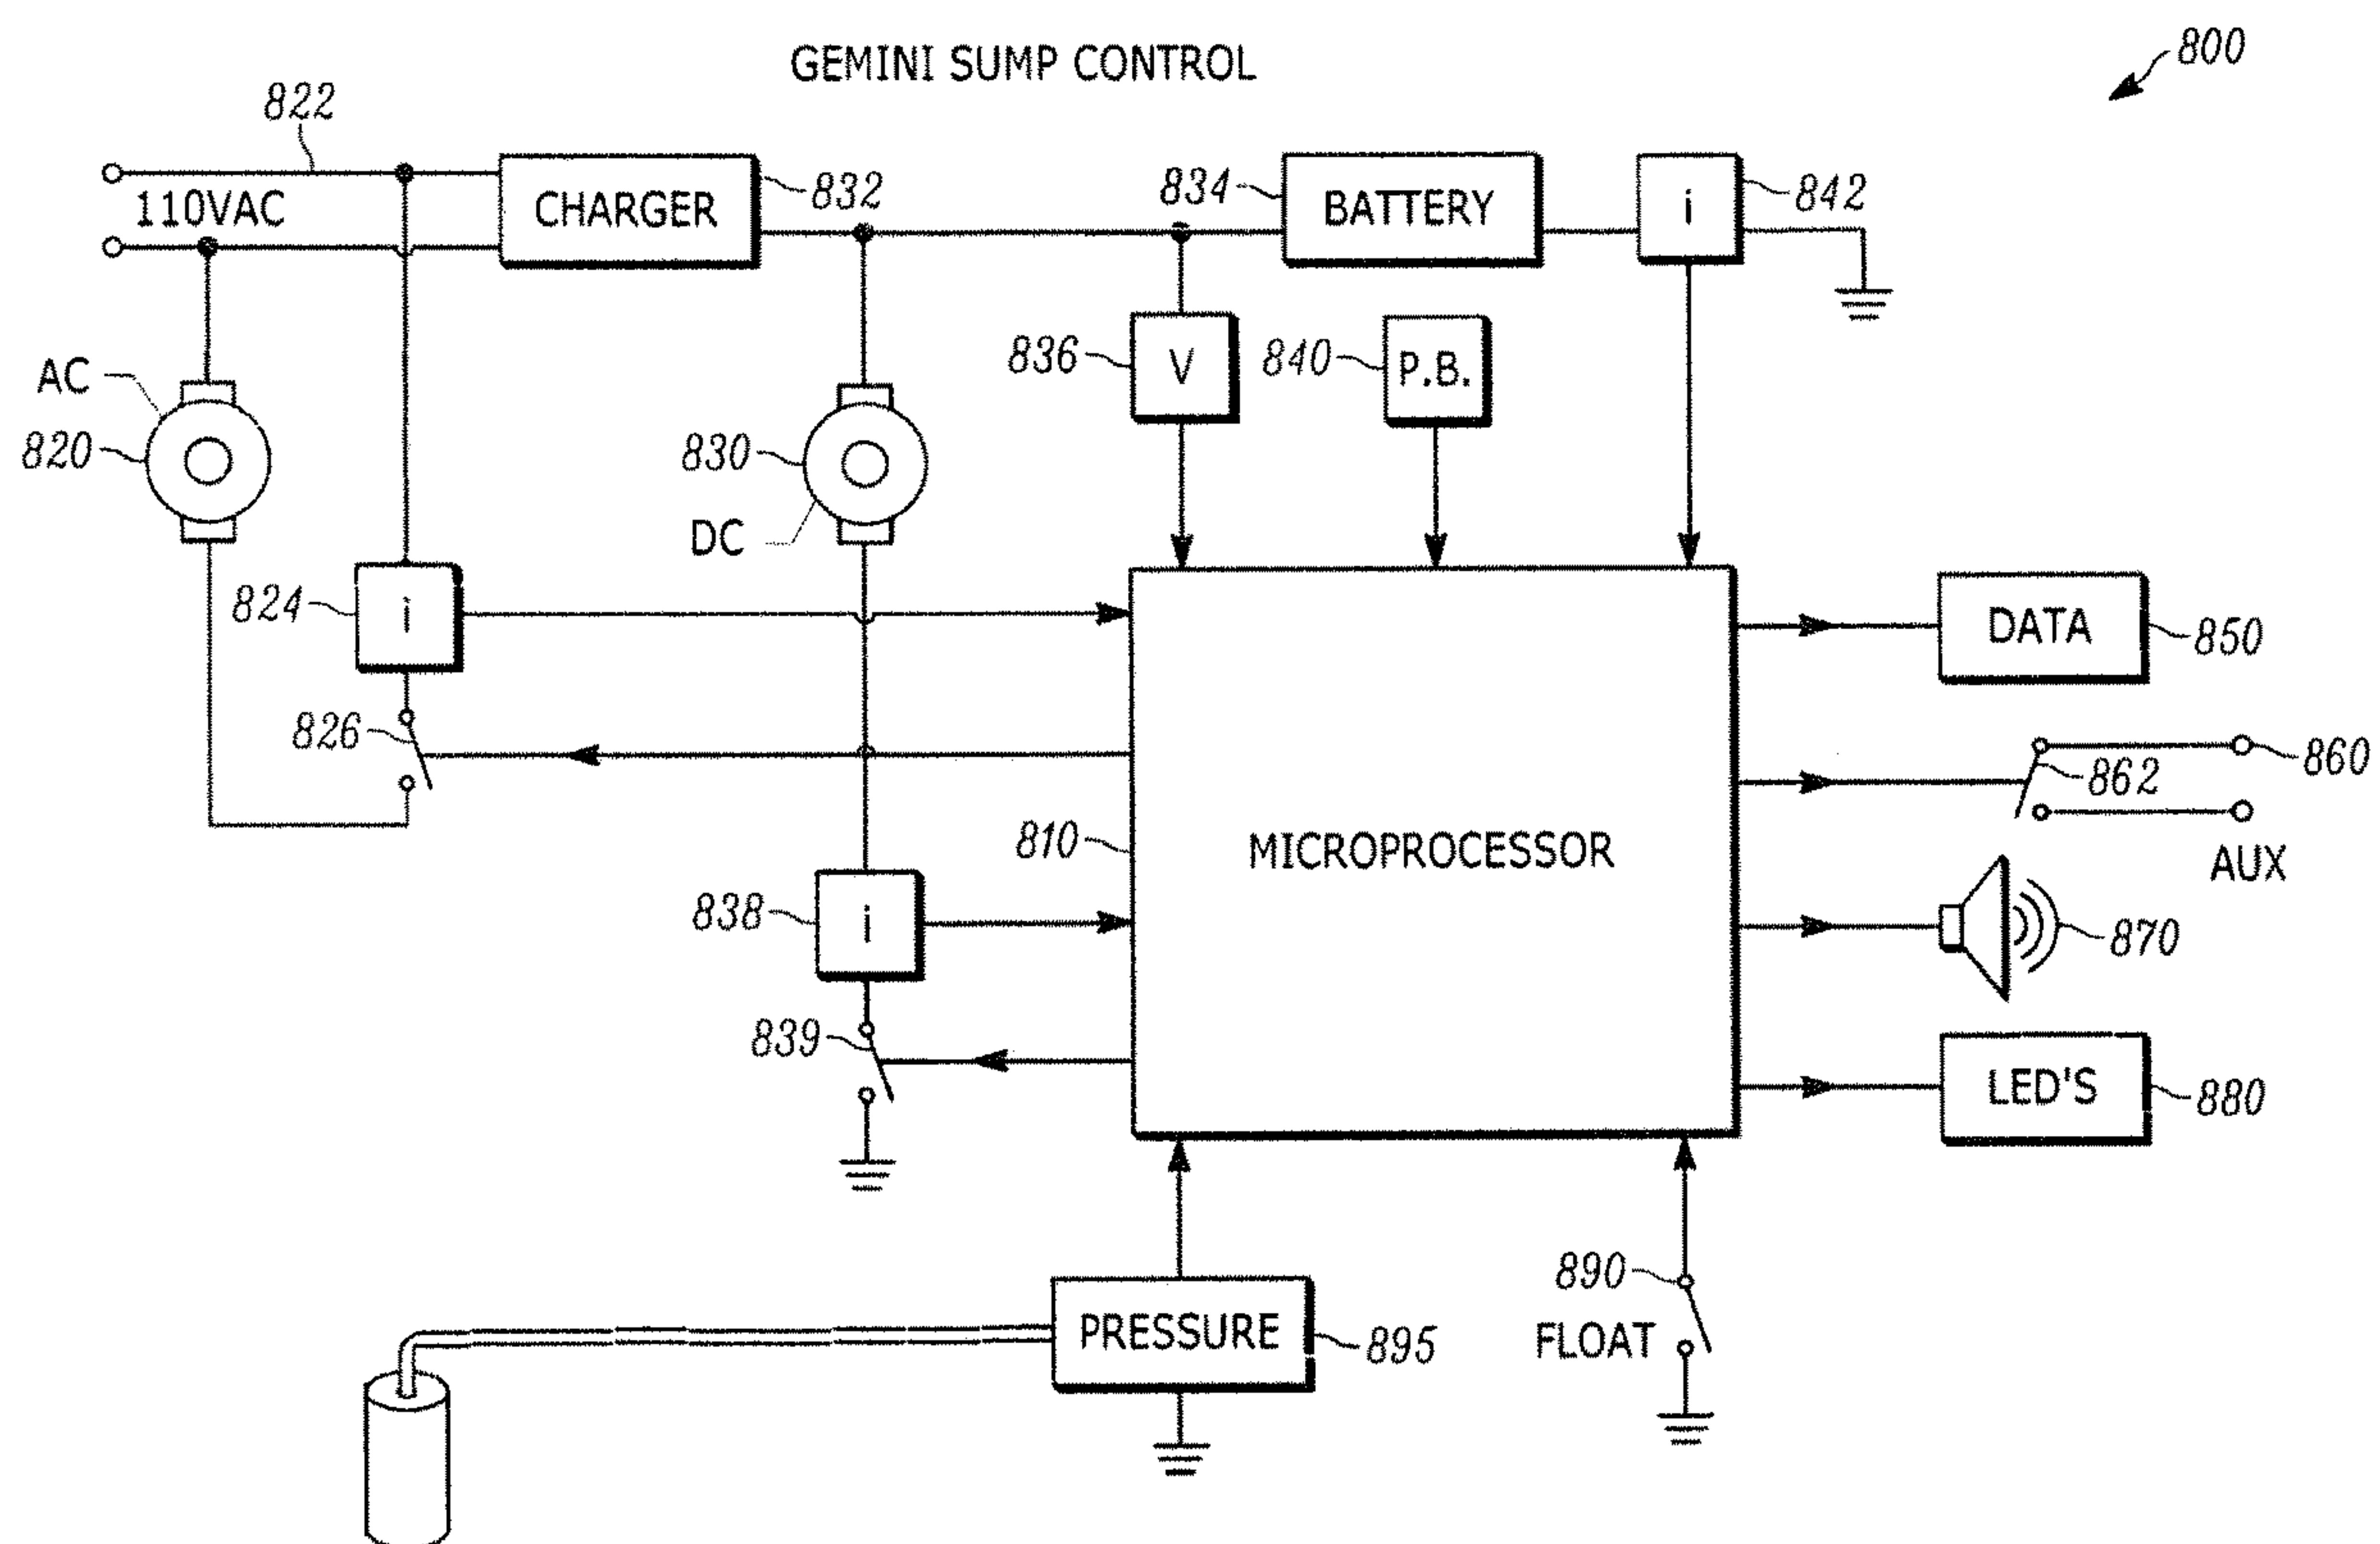 GEMINI SUMP CONTROL
800
822
110VAC
CHARGER
832
834
BATTERY
i
842
AC
820
830
DC
836
V
840
P.B.
824
i
826
810
MICROPROCESSOR
DATA
850
862
860
AUX
838
i
870
839
LED'S
880
PRESSURE
895
890
FLOAT